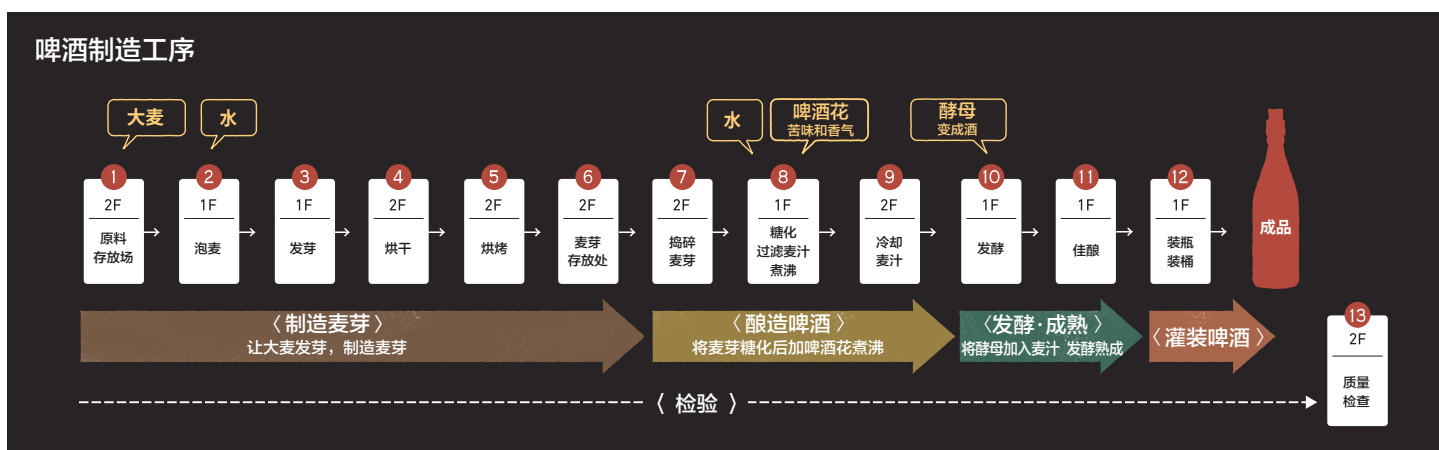 啤酒制造工序
大麦
水
水
啤酒花
苦味和香气
酵母
变成酒
1
2F
原料
存放场
2
1F
泡麦
3
1F
发芽
4
2F
烘干
5
2F
烘烤
6
2F
麦芽
存放处
7
2F
捣碎
麦芽
8
1F
糖化
过滤麦汁
煮沸
9
2F
冷却
麦汁
10
1F
发酵
11
1F
佳酿
12
1F
装瓶
装桶
成品
〈制造麦芽〉
让大麦发芽，制造麦芽
〈酿造啤酒〉
将麦芽糖化后加啤酒花煮沸
〈发酵·成熟〉
将酵母加入麦汁 发酵熟成
〈灌装啤酒〉
〈检验〉
13
2F
质量
检查